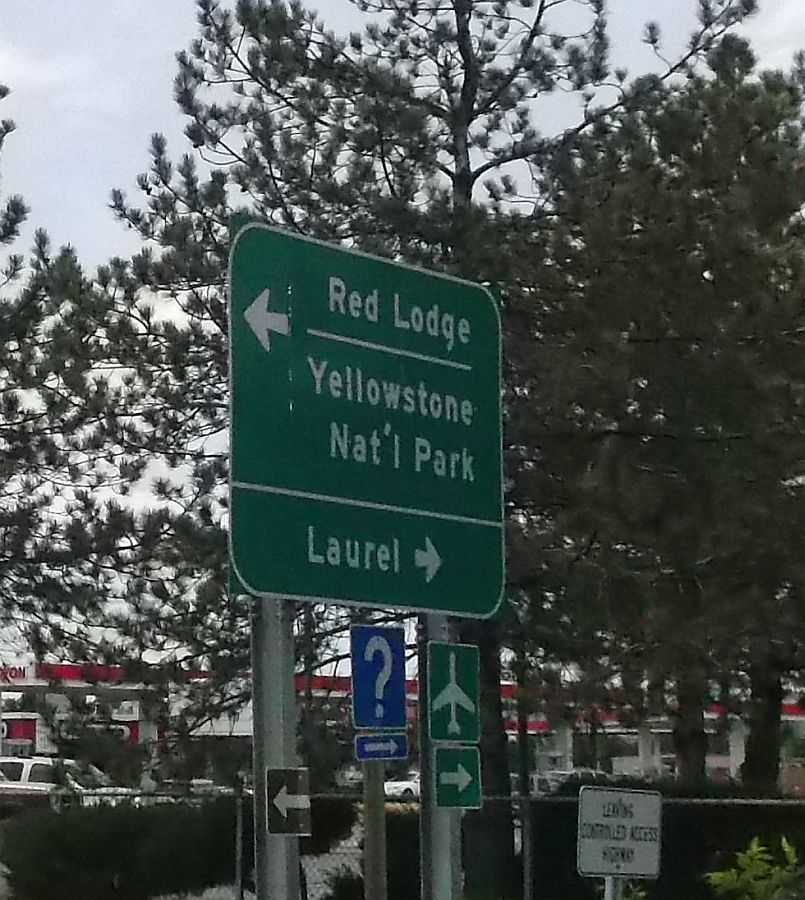 Red Lodge
Yellowstone
Nat'l Park
Laurel
?
LEAVING
CONTROLLED ACCESS
HIGHWAY